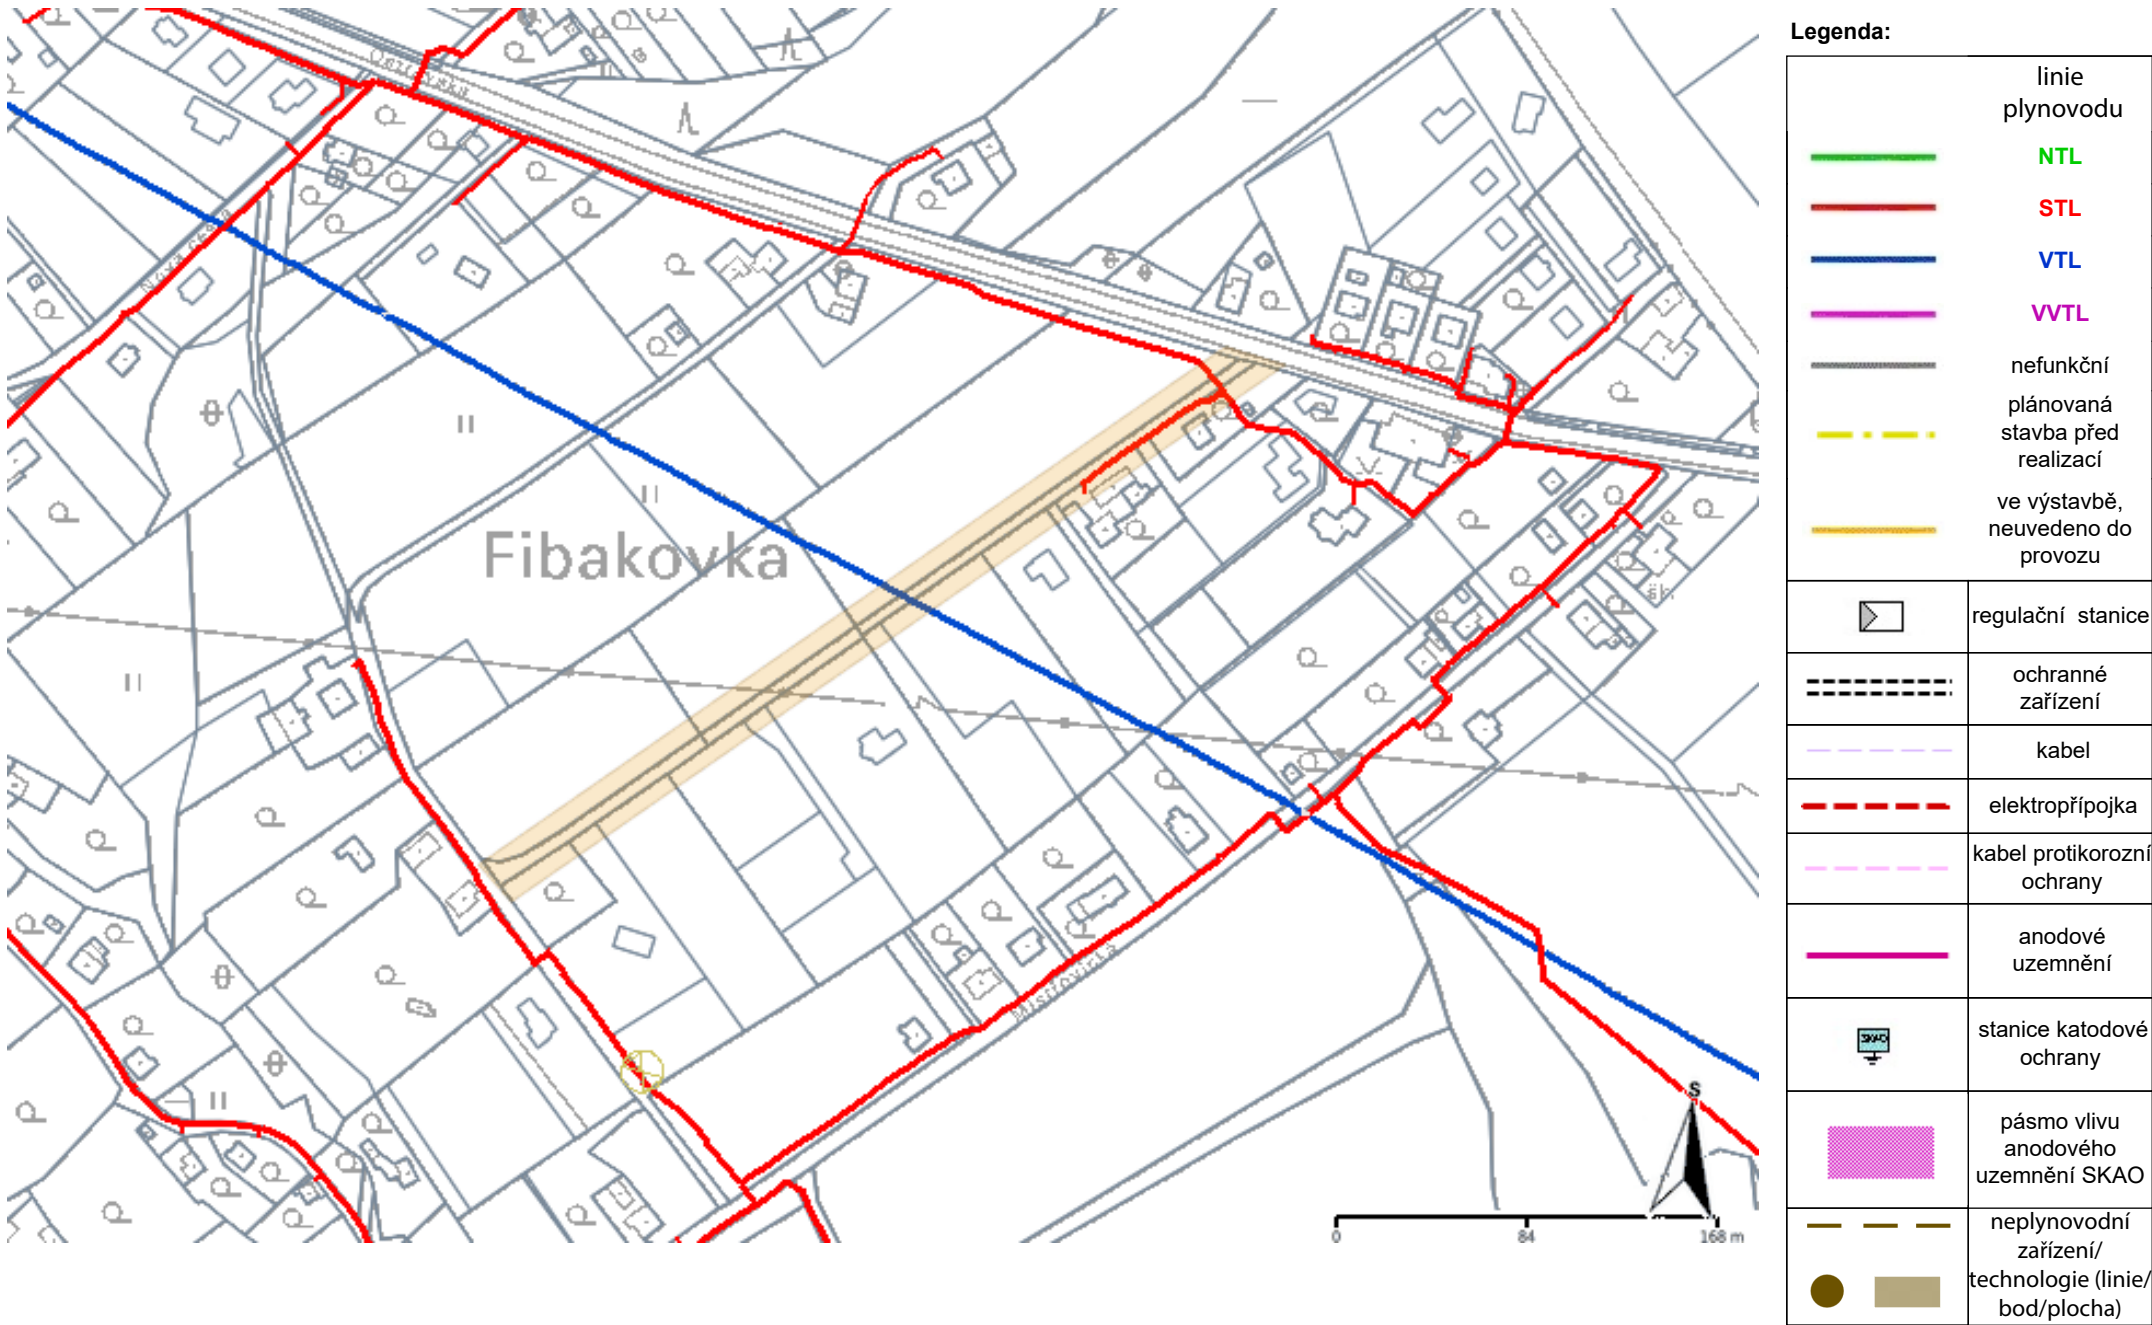 Fibakovka
Místřovická
S
0
84
168 m
Legenda:
linie
plynovodu
NTL
STL
VTL
VVTL
nefunkční
plánovaná
stavba před
realizací
ve výstavbě,
neuvedeno do
provozu
regulační stanice
ochranné
zařízení
kabel
elektropřípojka
kabel protikorozní
ochrany
anodové
uzemnění
SKAO
stanice katodové
ochrany
pásmo vlivu
anodového
uzemnění SKAO
neplynovodní
zařízení/
technologie (linie/
bod/plocha)